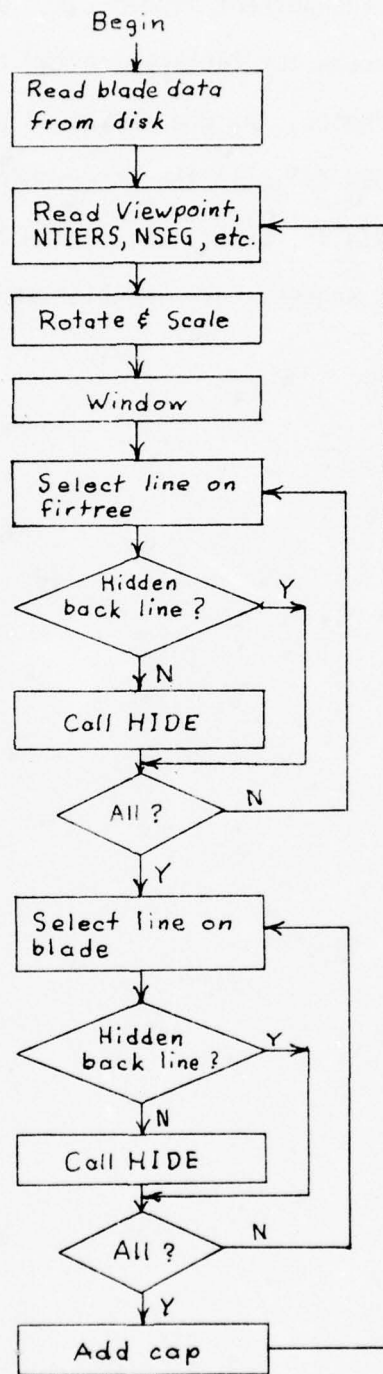 Begin
Read blade data
from disk
Read Viewpoint,
NTIERS, NSEG, etc.
Rotate & Scale
Window
Select line on
firtree
Hidden
back line?
Y
N
Call HIDE
All?
N
Y
Select line on
blade
Hidden
back line?
Y
N
Call HIDE
All?
N
Y
Add cap